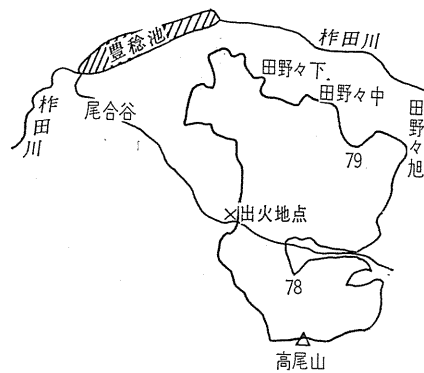 豊稔池
柞田川
田野々下
田野々中
田野々旭
柞田川
尾合谷
79
×出火地点
78
高尾山